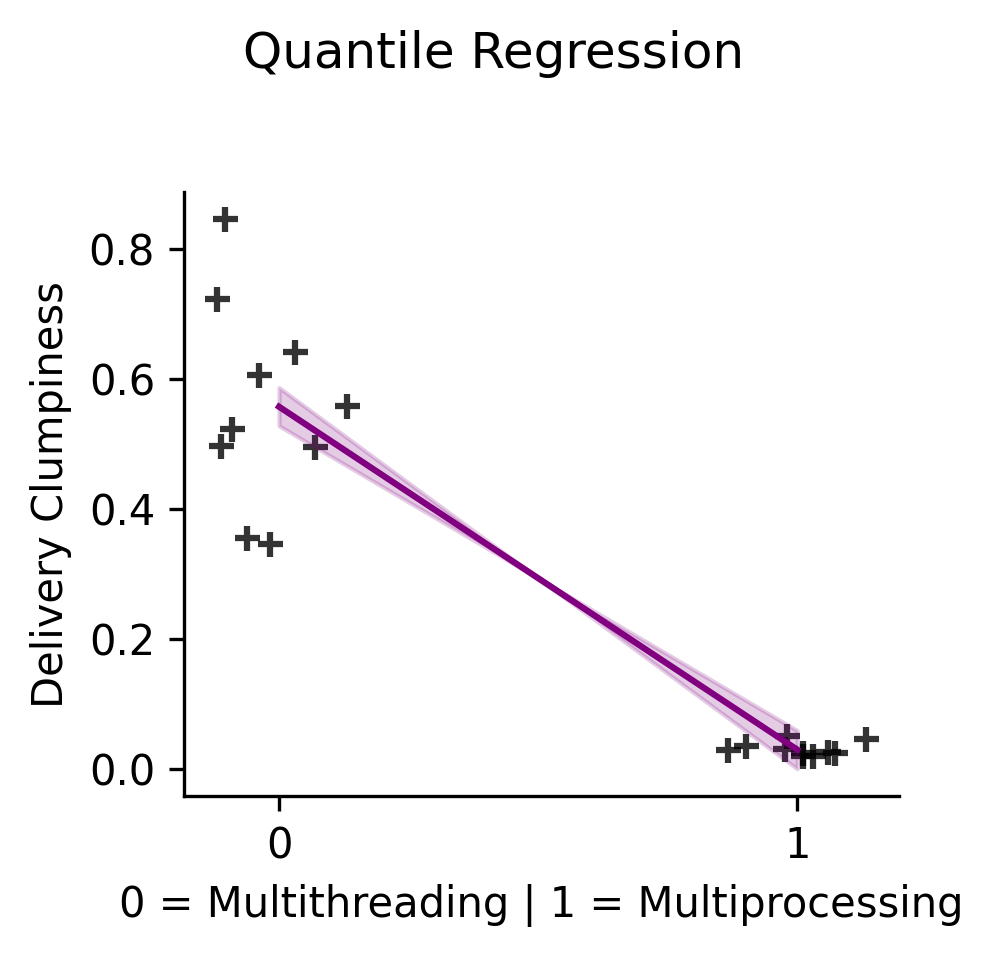 Quantile Regression
Delivery Clumpiness
0.8
0.6
0.4
0.2
0.0
0
1
0 = Multithreading | 1 = Multiprocessing